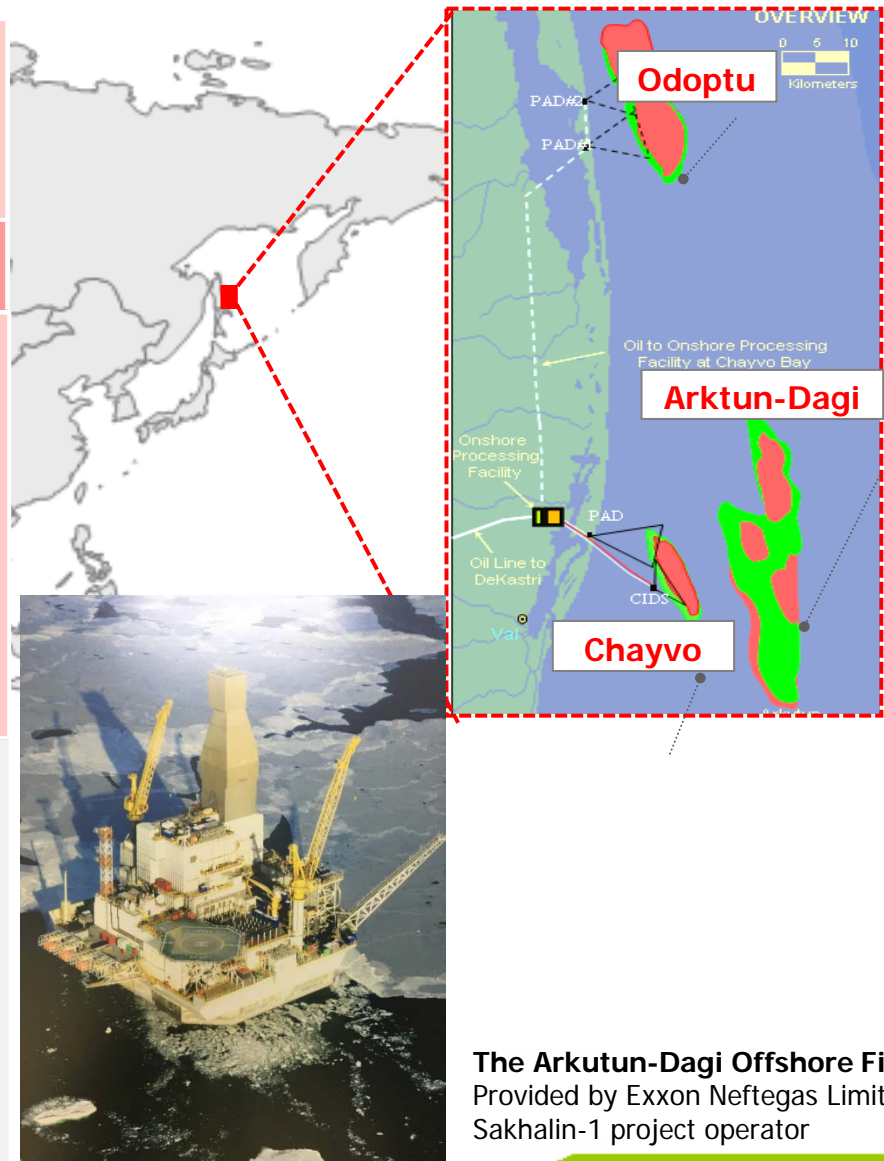 OVERVIEW
0 5 10
Kilometers
Odoptu
PAD#2
PAD#1
Oil to Onshore Processing
Facility at Chayvo Bay
Arktun-Dagi
Onshore
Processing
Facility
PAD
Oil Line to
DeKastri
CIDS
Val
Chayvo
The Arkutun-Dagi Offshore Fi
Provided by Exxon Neftegas Limit
Sakhalin-1 project operator